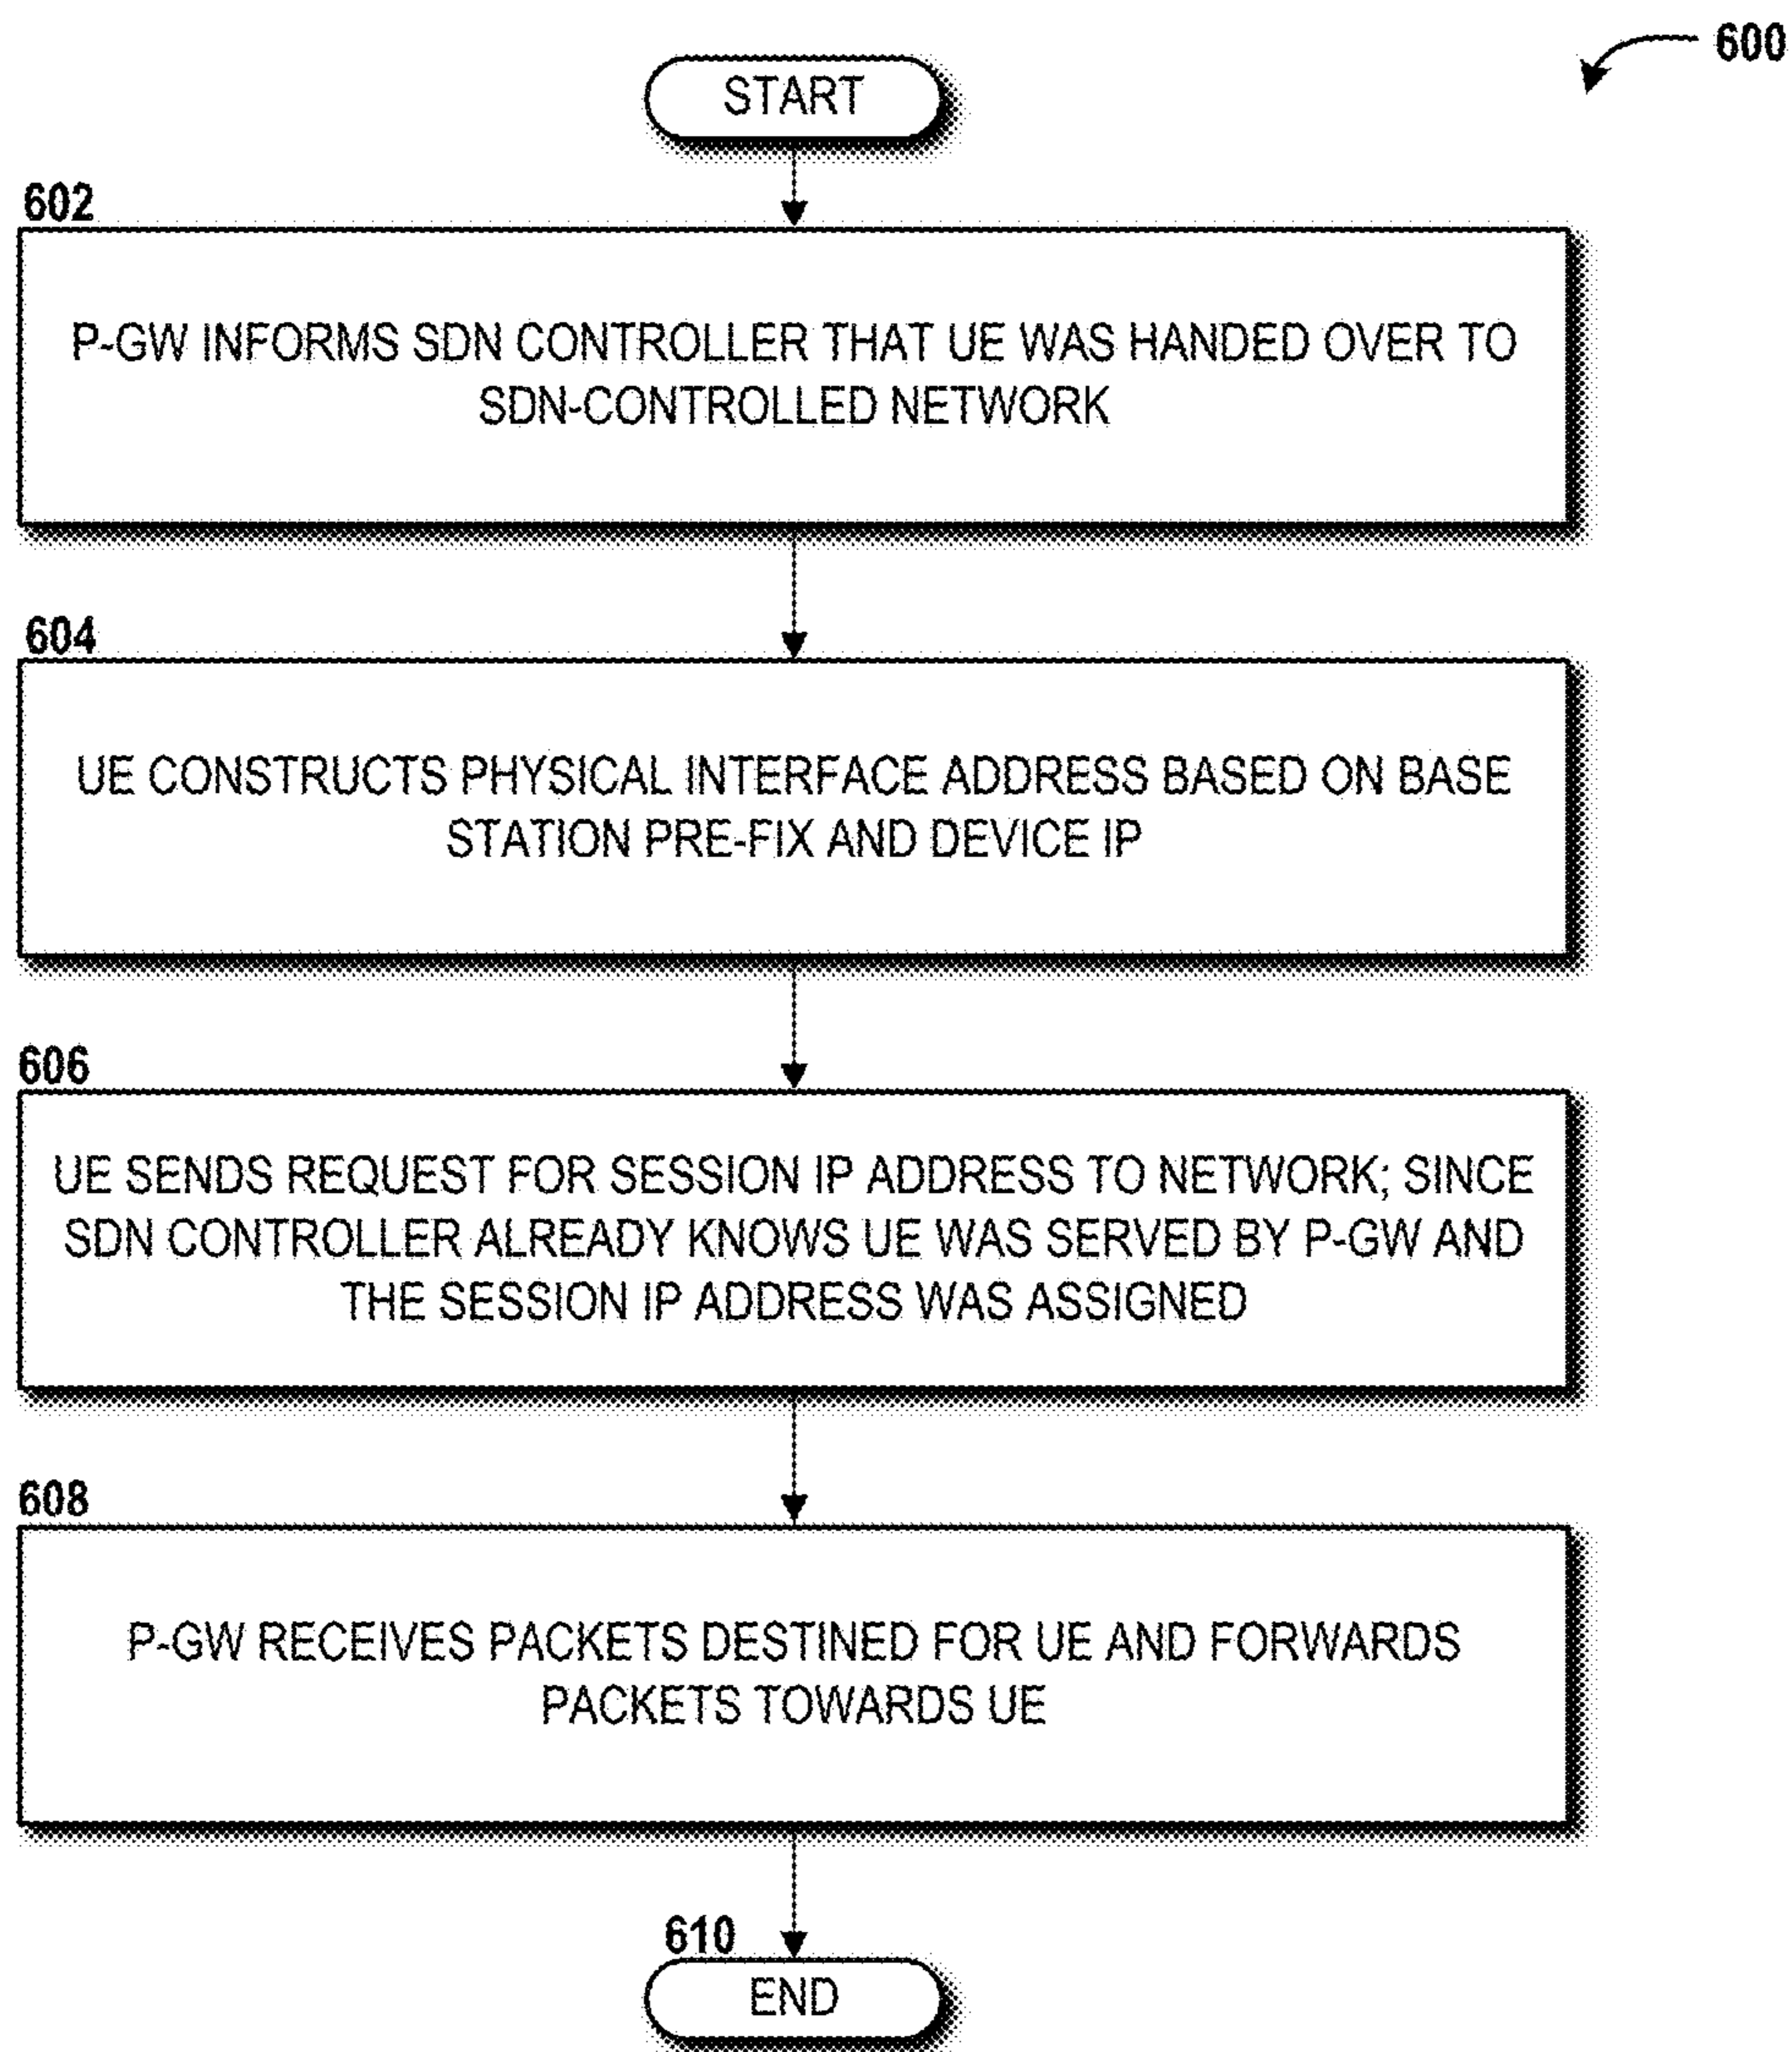 600
START
602
P-GW INFORMS SDN CONTROLLER THAT UE WAS HANDED OVER TO
SDN-CONTROLLED NETWORK
604
UE CONSTRUCTS PHYSICAL INTERFACE ADDRESS BASED ON BASE
STATION PRE-FIX AND DEVICE IP
606
UE SENDS REQUEST FOR SESSION IP ADDRESS TO NETWORK; SINCE
SDN CONTROLLER ALREADY KNOWS UE WAS SERVED BY P-GW AND
THE SESSION IP ADDRESS WAS ASSIGNED
608
P-GW RECEIVES PACKETS DESTINED FOR UE AND FORWARDS
PACKETS TOWARDS UE
610
END